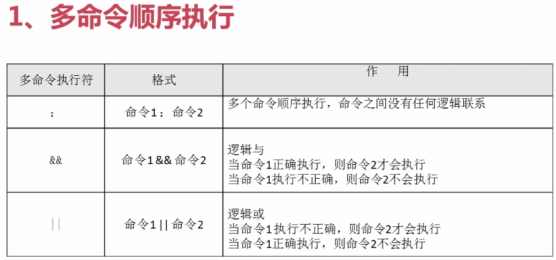 1、多命令顺序执行
多命令执行符 格式 作 用
; 命令1；命令2 多个命令顺序执行，命令之间没有任何逻辑联系
&& 命令1&&命令2 逻辑与
当命令1正确执行，则命令2才会执行
当命令1执行不正确，则命令2不会执行
|| 命令1||命令2 逻辑或
当命令1执行不正确，则命令2才会执行
当命令1正确执行，则命令2不会执行